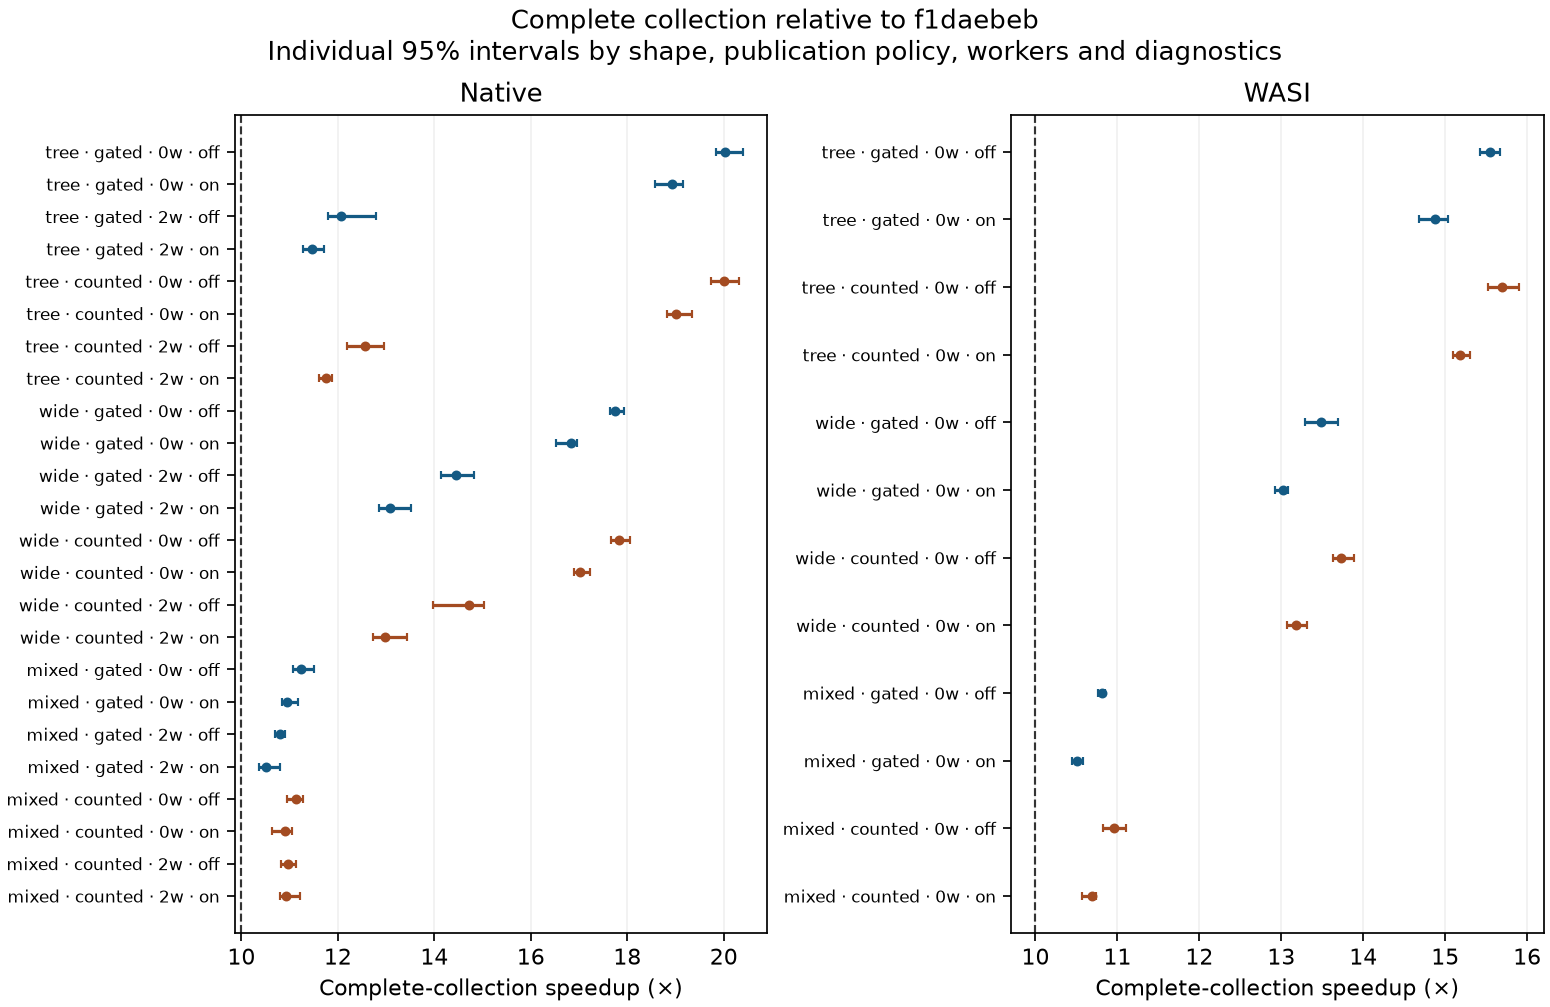 Complete collection relative to f1daebeb
Individual 95% intervals by shape, publication policy, workers and diagnostics
Native
tree · gated · 0w · off
tree · gated · 0w · on
tree · gated · 2w · off
tree · gated · 2w · on
tree · counted · 0w · off
tree · counted · 0w · on
tree · counted · 2w · off
tree · counted · 2w · on
wide · gated · 0w · off
wide · gated · 0w · on
wide · gated · 2w · off
wide · gated · 2w · on
wide · counted · 0w · off
wide · counted · 0w · on
wide · counted · 2w · off
wide · counted · 2w · on
mixed · gated · 0w · off
mixed · gated · 0w · on
mixed · gated · 2w · off
mixed · gated · 2w · on
mixed · counted · 0w · off
mixed · counted · 0w · on
mixed · counted · 2w · off
mixed · counted · 2w · on
10 12 14 16 18 20
Complete-collection speedup (×)
WASI
tree · gated · 0w · off
tree · gated · 0w · on
tree · counted · 0w · off
tree · counted · 0w · on
wide · gated · 0w · off
wide · gated · 0w · on
wide · counted · 0w · off
wide · counted · 0w · on
mixed · gated · 0w · off
mixed · gated · 0w · on
mixed · counted · 0w · off
mixed · counted · 0w · on
10 11 12 13 14 15 16
Complete-collection speedup (×)